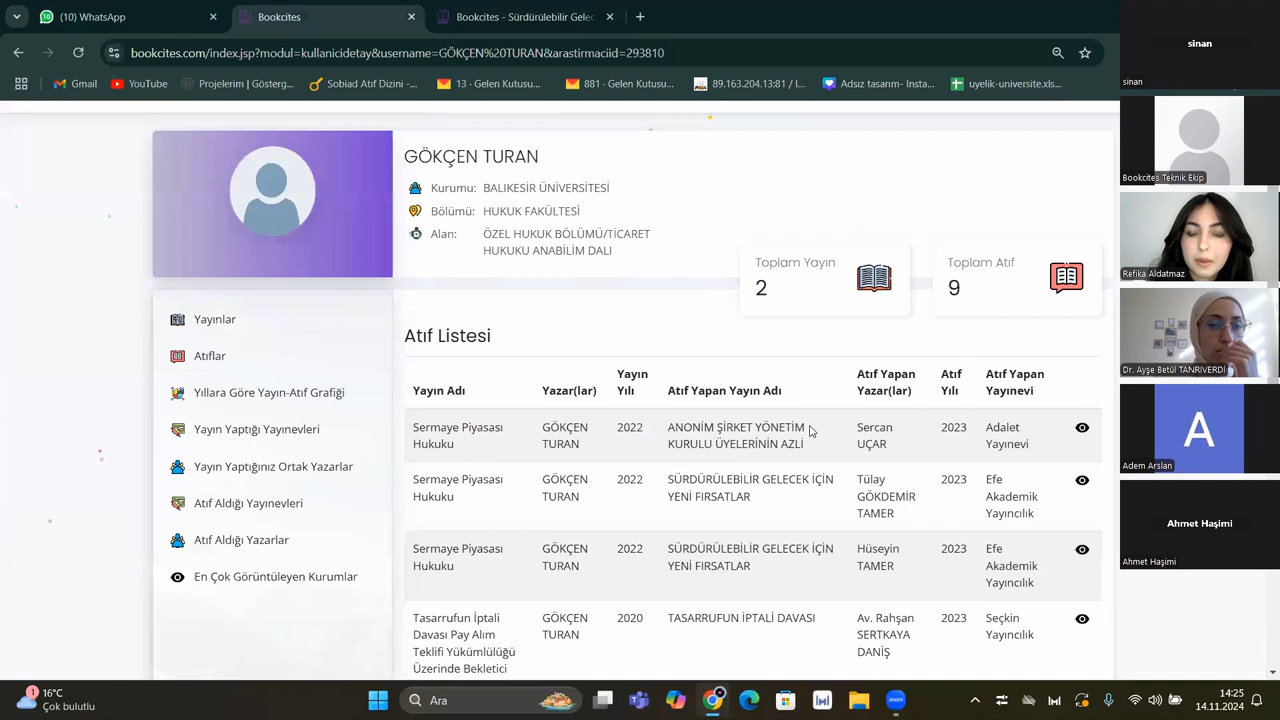 (10) WhatsApp
Bookcites
Bookcites - Sürdürülebilir Gelec
bookcites.com/index.jsp?modul=kullanicidetay&username=GÖKÇEN%20TURAN&arastirmaciid=293810
Gmail
YouTube
Projelerim | Gösterg...
Sobiad Atıf Dizini -...
13 - Gelen Kutusu...
881 - Gelen Kutusu...
89.163.204.13:81 / l...
Adsız tasarım- Insta...
uyelik-universite.xls...
GÖKÇEN TURAN
Kurumu: BALIKESİR ÜNİVERSİTESİ
Bölümü: HUKUK FAKÜLTESİ
Alan: ÖZEL HUKUK BÖLÜMÜ/TİCARET
HUKUKU ANABİLİM DALI
Toplam Yayın
2
Toplam Atıf
9
Yayınlar
Atıflar
Yıllara Göre Yayın-Atıf Grafiği
Yayın Yaptığı Yayınevleri
Yayın Yaptığınız Ortak Yazarlar
Atıf Aldığı Yayınevleri
Atıf Aldığı Yazarlar
En Çok Görüntüleyen Kurumlar
Atıf Listesi
Yayın Adı
Yazar(lar)
Yayın
Yılı
Atıf Yapan Yayın Adı
Atıf Yapan
Yazar(lar)
Atıf
Yılı
Atıf Yapan
Yayınevi
Sermaye Piyasası
Hukuku
GÖKÇEN
TURAN
2022
ANONİM ŞİRKET YÖNETİM
KURULU ÜYELERİNİN AZLİ
Sercan
UÇAR
2023
Adalet
Yayınevi
Sermaye Piyasası
Hukuku
GÖKÇEN
TURAN
2022
SÜRDÜRÜLEBİLİR GELECEK İÇİN
YENİ FIRSATLAR
Tülay
GÖKDEMİR
TAMER
2023
Efe
Akademik
Yayıncılık
Sermaye Piyasası
Hukuku
GÖKÇEN
TURAN
2022
SÜRDÜRÜLEBİLİR GELECEK İÇİN
YENİ FIRSATLAR
Hüseyin
TAMER
2023
Efe
Akademik
Yayıncılık
Tasarrufun İptali
Davası Pay Alım
Teklifi Yükümlülüğü
Üzerinde Bekletici
GÖKÇEN
TURAN
2020
TASARRUFUN İPTALİ DAVASI
Av. Rahşan
SERTKAYA
DANİŞ
2023
Seçkin
Yayıncılık
sinan
sinan
Bookcites Teknik Ekip
Refika Aldatmaz
Dr. Ayşe Betül TANRIVERDİ
A
Adem Arslan
Ahmet Haşimi
Ahmet Haşimi
1
16°C
Çok bulutlu
Ara
14:25
14.11.2024